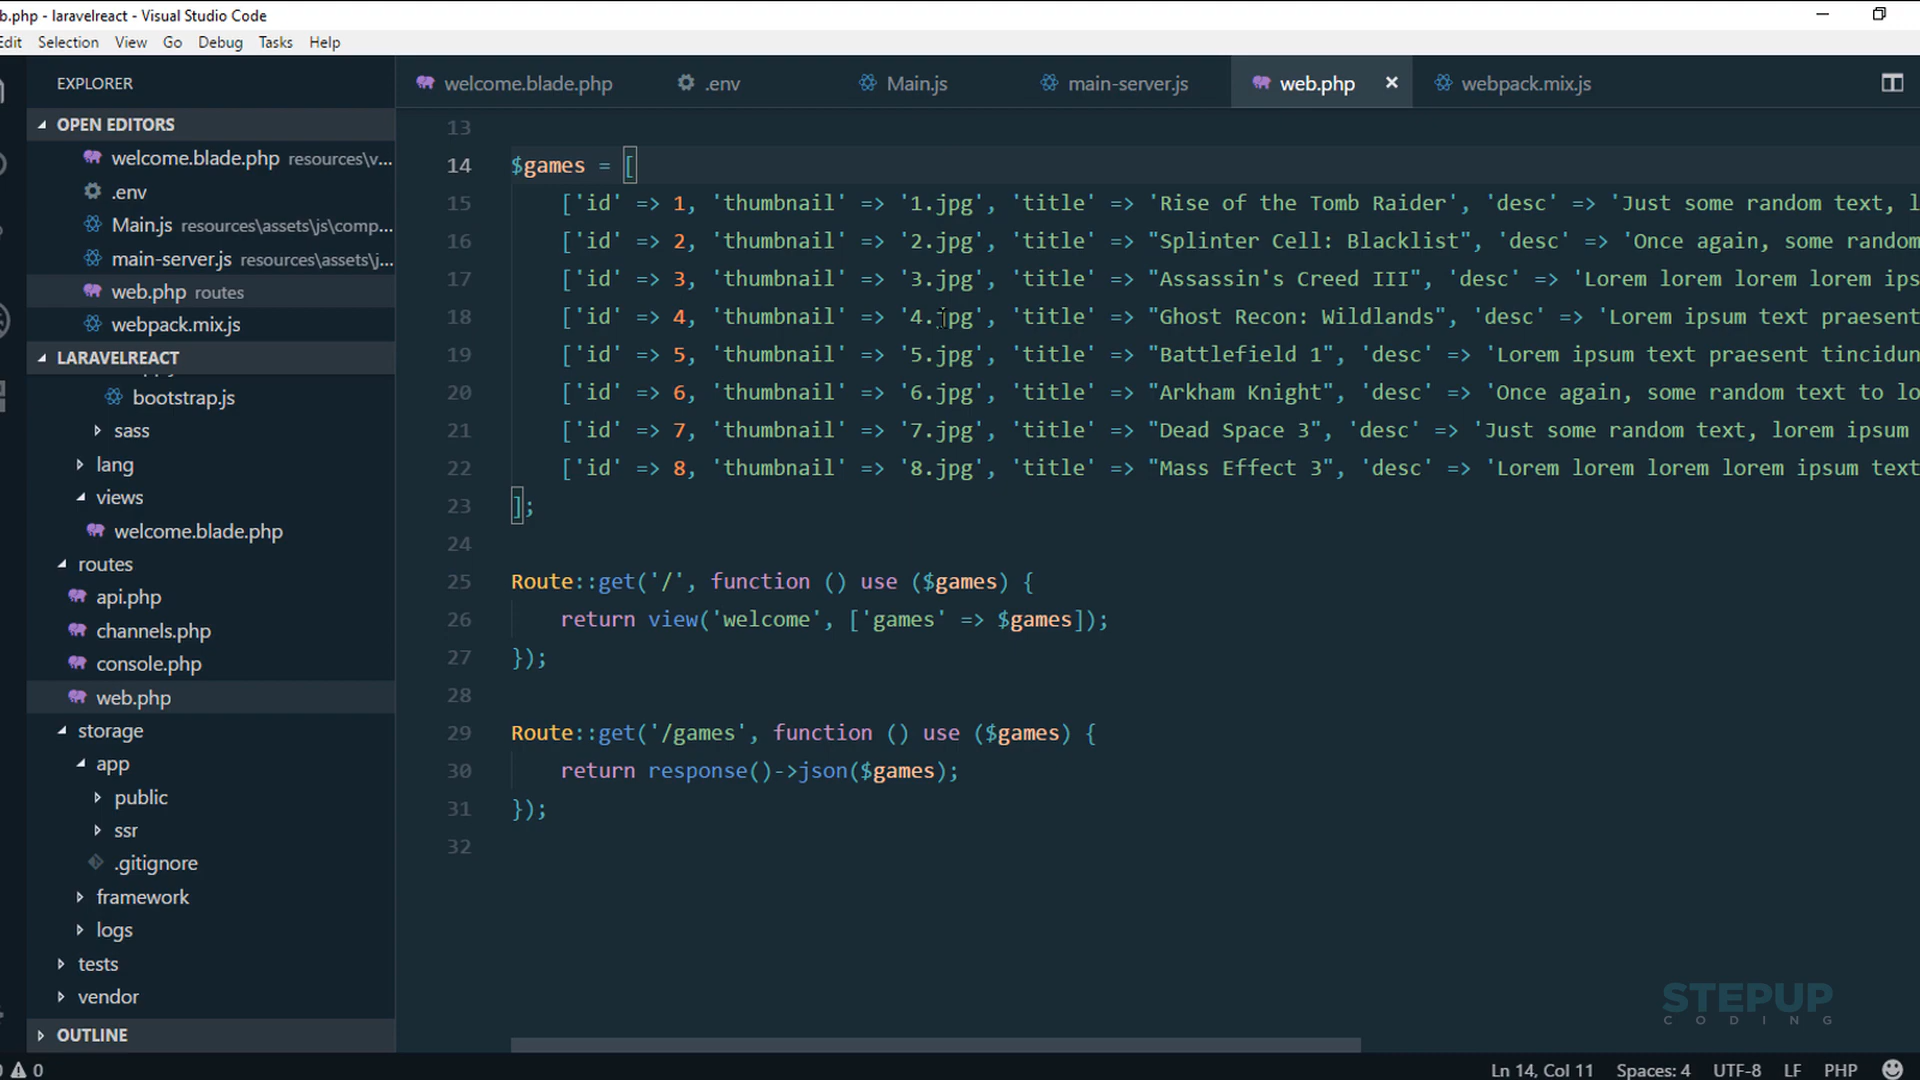 b.php - laravelreact - Visual Studio Code
Edit Selection View Go Debug Tasks Help
EXPLORER
OPEN EDITORS
welcome.blade.php resources\v...
.env
Main.js resources\assets\js\comp...
main-server.js resources\assets\j...
web.php routes
webpack.mix.js
LARAVELREACT
bootstrap.js
sass
lang
views
welcome.blade.php
routes
api.php
channels.php
console.php
web.php
storage
app
public
ssr
.gitignore
framework
logs
tests
vendor
OUTLINE
welcome.blade.php .env Main.js main-server.js web.php webpack.mix.js
13
14 $games = [
15 ['id' => 1, 'thumbnail' => '1.jpg', 'title' => 'Rise of the Tomb Raider', 'desc' => 'Just some random text, l
16 ['id' => 2, 'thumbnail' => '2.jpg', 'title' => "Splinter Cell: Blacklist", 'desc' => 'Once again, some random
17 ['id' => 3, 'thumbnail' => '3.jpg', 'title' => "Assassin's Creed III", 'desc' => 'Lorem lorem lorem lorem ips
18 ['id' => 4, 'thumbnail' => '4.jpg', 'title' => "Ghost Recon: Wildlands", 'desc' => 'Lorem ipsum text praesent
19 ['id' => 5, 'thumbnail' => '5.jpg', 'title' => "Battlefield 1", 'desc' => 'Lorem ipsum text praesent tincidun
20 ['id' => 6, 'thumbnail' => '6.jpg', 'title' => "Arkham Knight", 'desc' => 'Once again, some random text to lo
21 ['id' => 7, 'thumbnail' => '7.jpg', 'title' => "Dead Space 3", 'desc' => 'Just some random text, lorem ipsum
22 ['id' => 8, 'thumbnail' => '8.jpg', 'title' => "Mass Effect 3", 'desc' => 'Lorem lorem lorem lorem ipsum text
23 ];
24
25 Route::get('/', function () use ($games) {
26 return view('welcome', ['games' => $games]);
27 });
28
29 Route::get('/games', function () use ($games) {
30 return response()->json($games);
31 });
32
STEPUP
CODING
0 0 Ln 14, Col 11 Spaces: 4 UTF-8 LF PHP